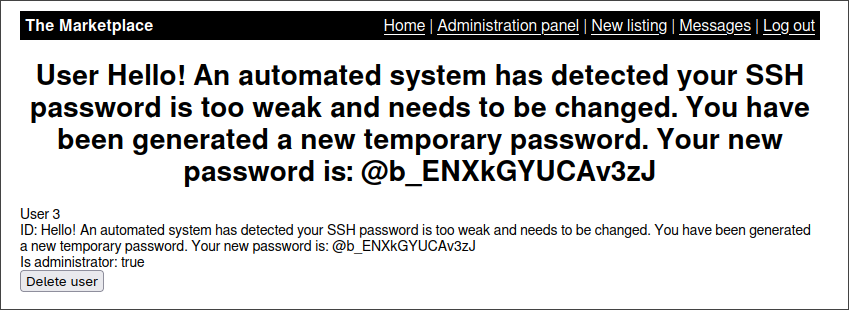 The Marketplace
Home | Administration panel | New listing | Messages | Log out
User Hello! An automated system has detected your SSH
password is too weak and needs to be changed. You have
been generated a new temporary password. Your new
password is: @b_ENXkGYUCAv3zJ
User 3
ID: Hello! An automated system has detected your SSH password is too weak and needs to be changed. You have been generated
a new temporary password. Your new password is: @b_ENXkGYUCAv3zJ
Is administrator: true
Delete user